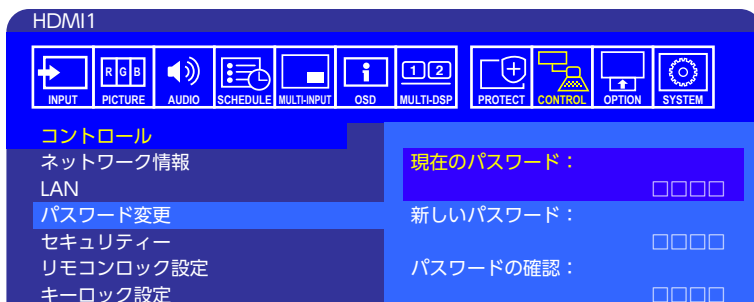 HDMI1
RGB
1 2
INPUT PICTURE AUDIO SCHEDULE MULTI-INPUT OSD MULTI-DSP PROTECT CONTROL OPTION SYSTEM
コントロール
ネットワーク情報
LAN
パスワード変更
セキュリティー
リモコンロック設定
キーロック設定
現在のパスワード：
□□□□
新しいパスワード：
□□□□
パスワードの確認：
□□□□